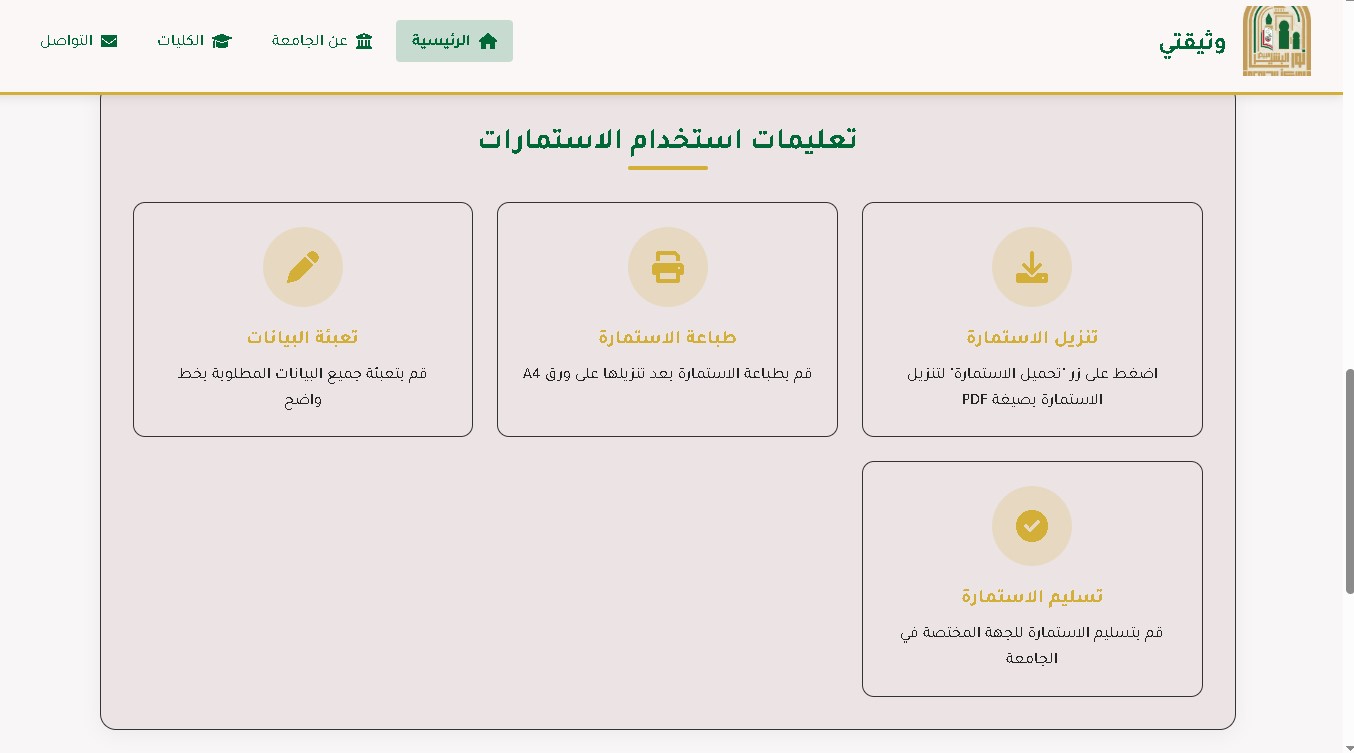 وثيقتي
الرئيسية
عن الجامعة
الكليات
التواصل
تعليمات استخدام الاستمارات
تنزيل الاستمارة
اضغط على زر "تحميل الاستمارة" لتنزيل
الاستمارة بصيغة PDF
طباعة الاستمارة
قم بطباعة الاستمارة بعد تنزيلها على ورق A4
تعبئة البيانات
قم بتعبئة جميع البيانات المطلوبة بخط
واضح
تسليم الاستمارة
قم بتسليم الاستمارة للجهة المختصة في
الجامعة